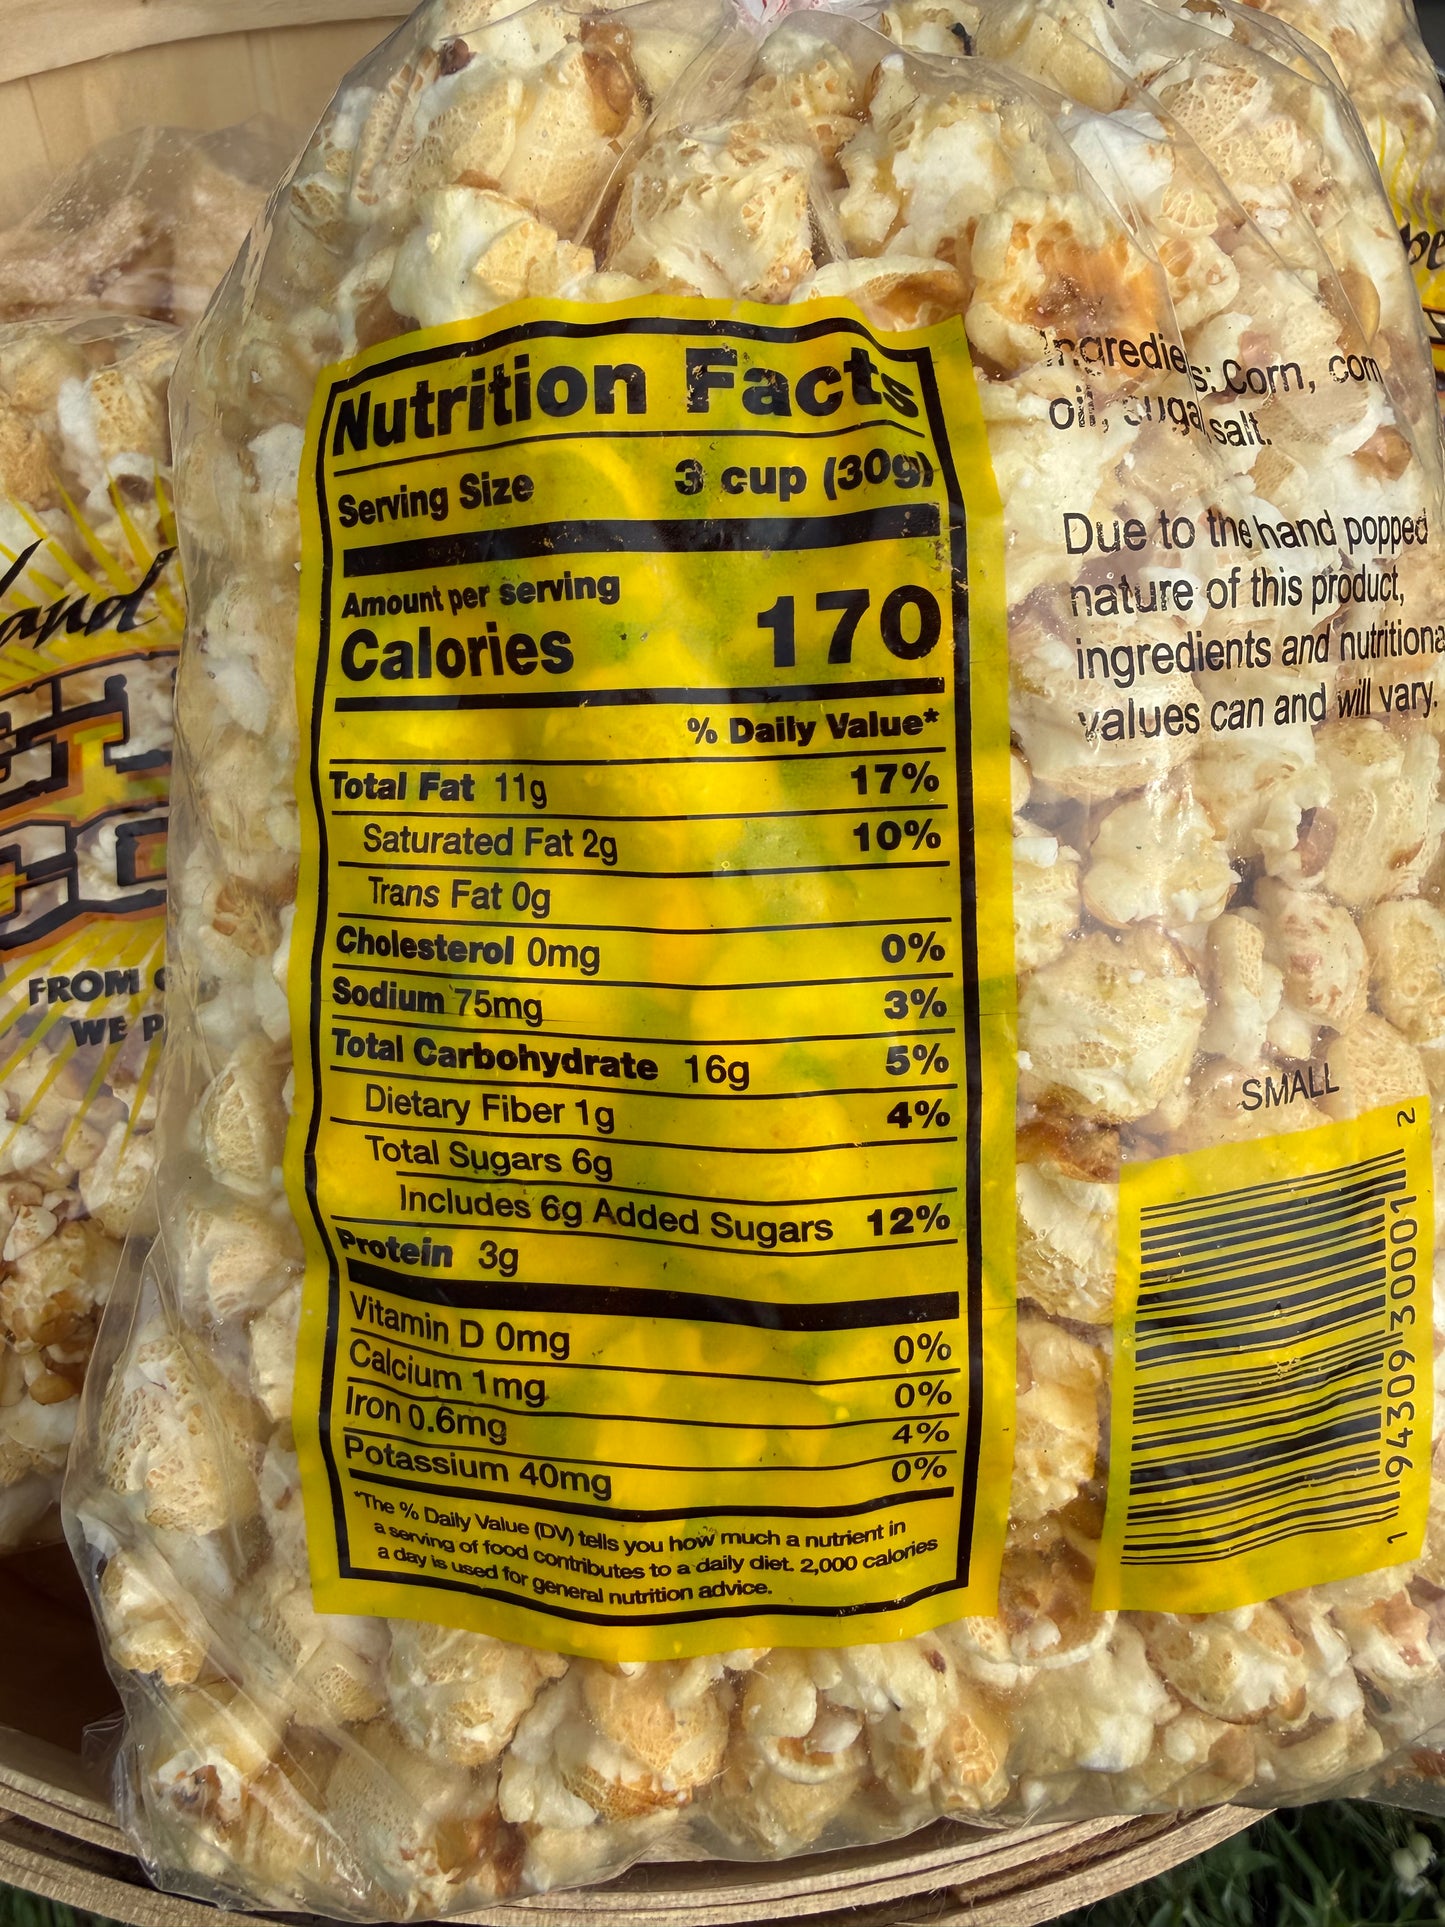 Nutrition Facts
Serving Size 3 cup (30g)
Amount per serving
Calories 170
% Daily Value*
Total Fat 11g 17%
Saturated Fat 2g 10%
Trans Fat 0g
Cholesterol 0mg 0%
Sodium 75mg 3%
Total Carbohydrate 16g 5%
Dietary Fiber 1g 4%
Total Sugars 6g
Includes 6g Added Sugars 12%
Protein 3g
Vitamin D 0mg 0%
Calcium 1mg 0%
Iron 0.6mg 4%
Potassium 40mg 0%
*The % Daily Value (DV) tells you how much a nutrient in
a serving of food contributes to a daily diet. 2,000 calories
a day is used for general nutrition advice.
Ingredies: Corn, corn
oil, suga, salt.
Due to the hand popped
nature of this product,
ingredients and nutritiona
values can and will vary.
SMALL
1 94309 30001 2
and
FROM
WE P